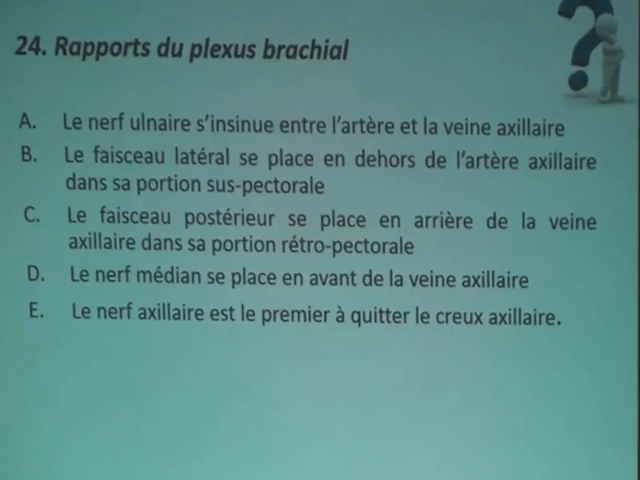 24. Rapports du plexus brachial
A. Le nerf ulnaire s'insinue entre l'artère et la veine axillaire
B. Le faisceau latéral se place en dehors de l'artère axillaire
dans sa portion sus-pectorale
C. Le faisceau postérieur se place en arrière de la veine
axillaire dans sa portion rétro-pectorale
D. Le nerf médian se place en avant de la veine axillaire
E. Le nerf axillaire est le premier à quitter le creux axillaire.